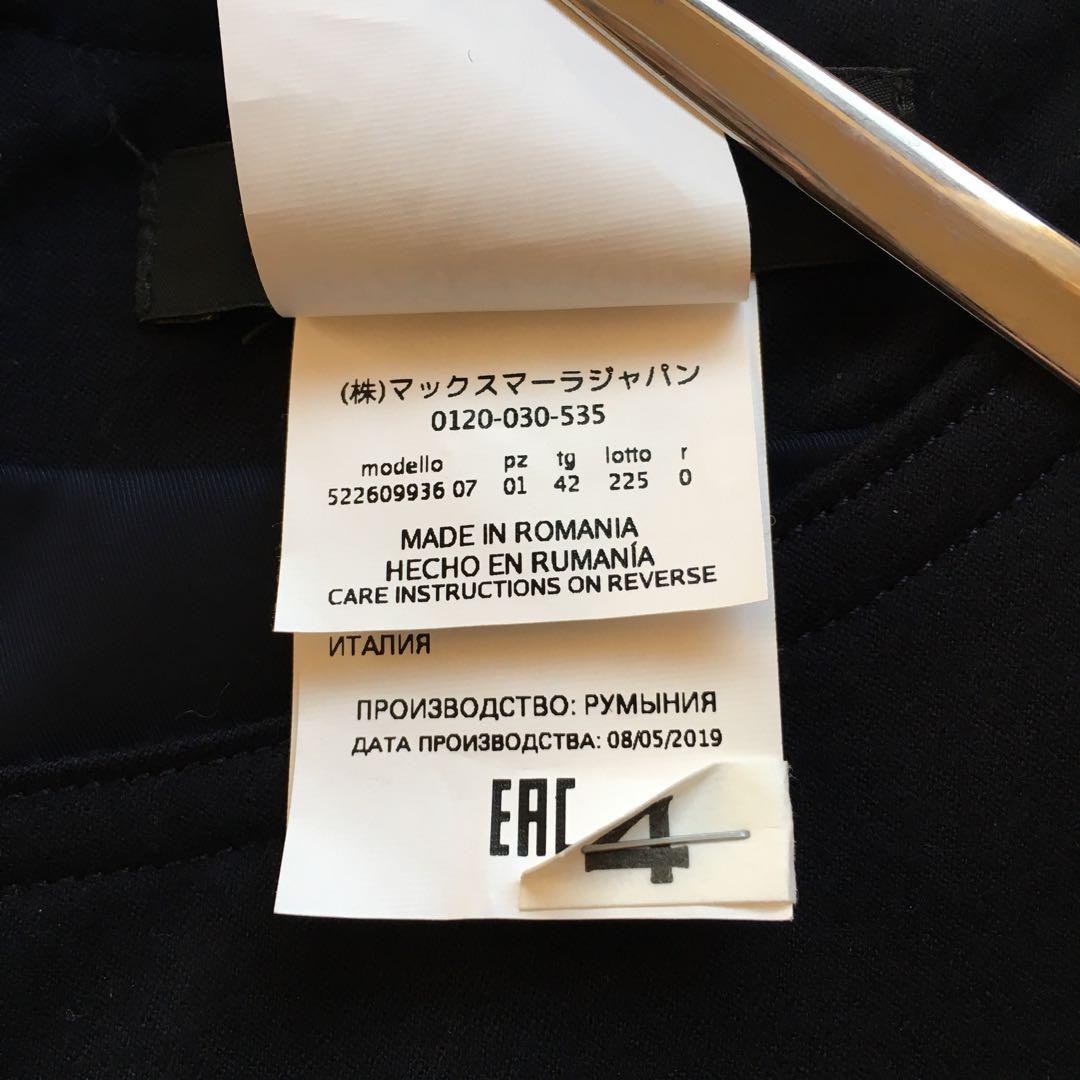 (株)マックスマーラジャパン
0120-030-535
modello pz tg lotto r
522609936 07 01 42 225 0
MADE IN ROMANIA
HECHO EN RUMANÍA
CARE INSTRUCTIONS ON REVERSE
ИТАЛИЯ
ПРОИЗВОДСТВО: РУМЫНИЯ
ДАТА ПРОИЗВОДСТВА: 08/05/2019
EAC
4